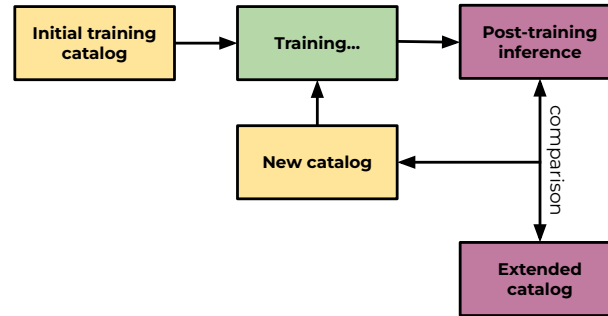 Initial training
catalog
Training...
Post-training
inference
New catalog
comparison
Extended
catalog